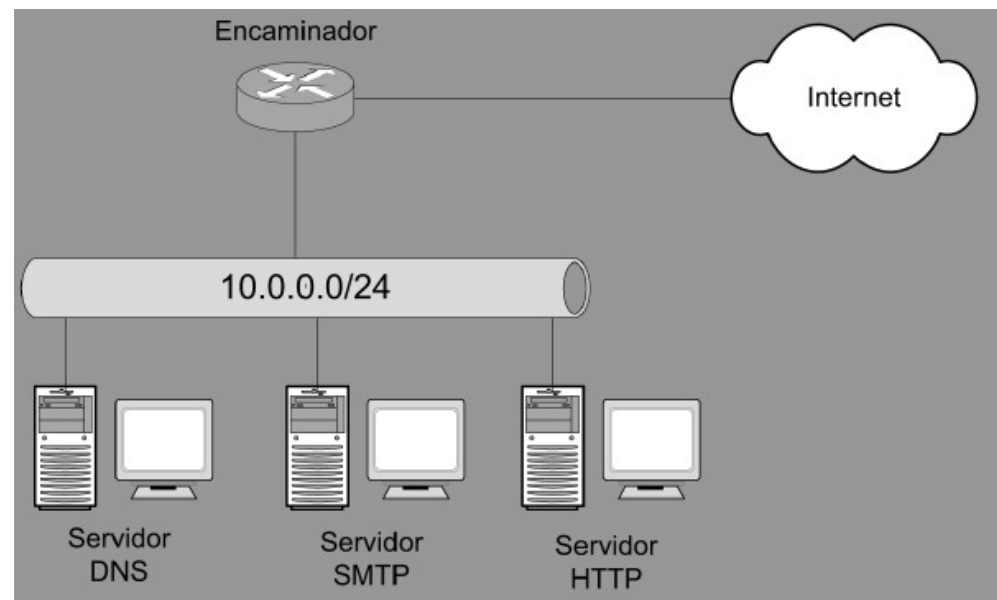 Encaminador
Internet
10.0.0.0/24
Servidor
DNS
Servidor
SMTP
Servidor
HTTP